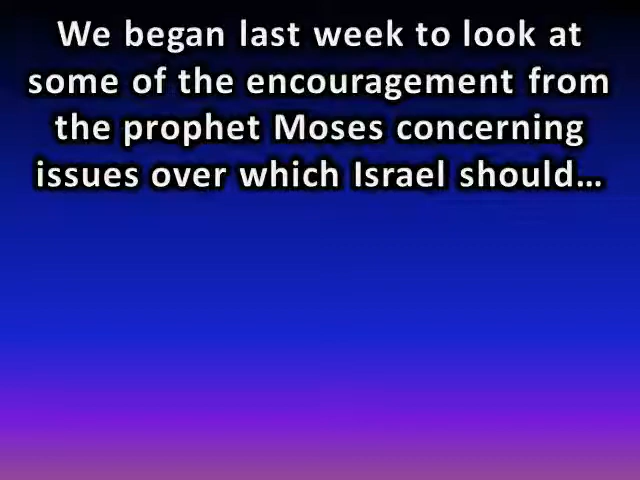 We began last week to look at
some of the encouragement from
the prophet Moses concerning
issues over which Israel should…